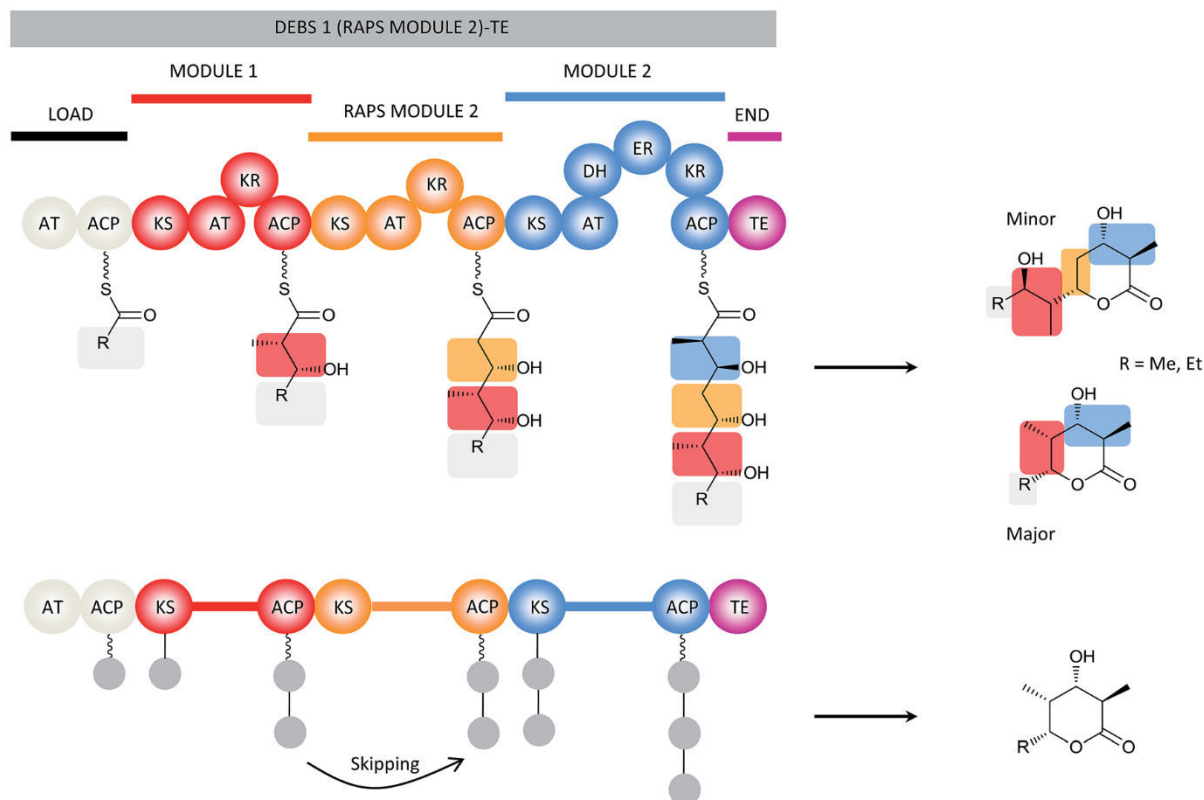 DEBS 1 (RAPS MODULE 2)-TE
MODULE 1
MODULE 2
LOAD
RAPS MODULE 2
END
AT ACP KS AT KR ACP KS AT KR ACP KS AT DH ER KR ACP TE
S S S S
O O O O
R
OH
R
OH
OH
R
OH
OH
OH
R
Minor
OH
OH
R
O
O
R = Me, Et
OH
R
O
O
Major
AT ACP KS ACP KS ACP KS ACP TE
Skipping
OH
R
O
O